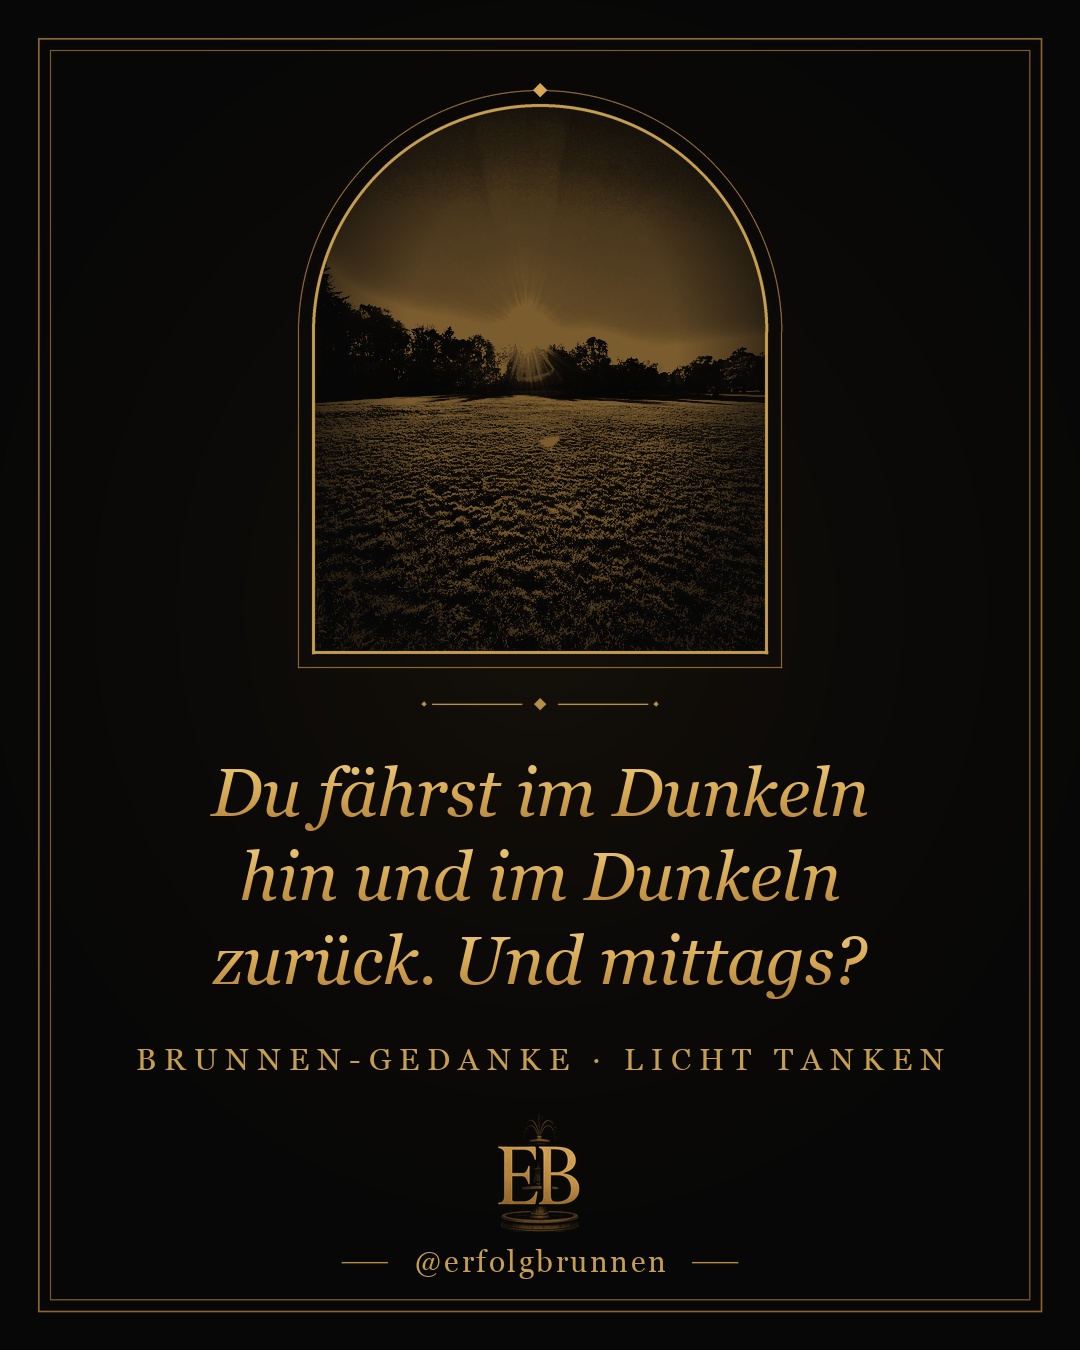 Du fährst im Dunkeln
hin und im Dunkeln
zurück. Und mittags?
BRUNNEN-GEDANKE · LICHT TANKEN
EB
@erfolgbrunnen